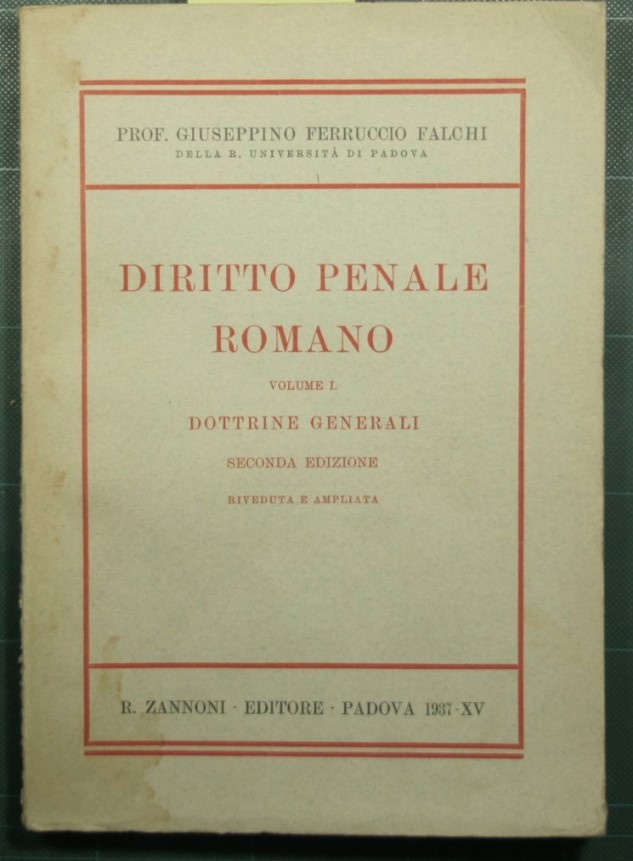 PROF. GIUSEPPINO FERRUCCIO FALCHI
DELLA R. UNIVERSITÀ DI PADOVA
DIRITTO PENALE
ROMANO
VOLUME I.
DOTTRINE GENERALI
SECONDA EDIZIONE
RIVEDUTA E AMPLIATA
R. ZANNONI · EDITORE · PADOVA 1937-XV